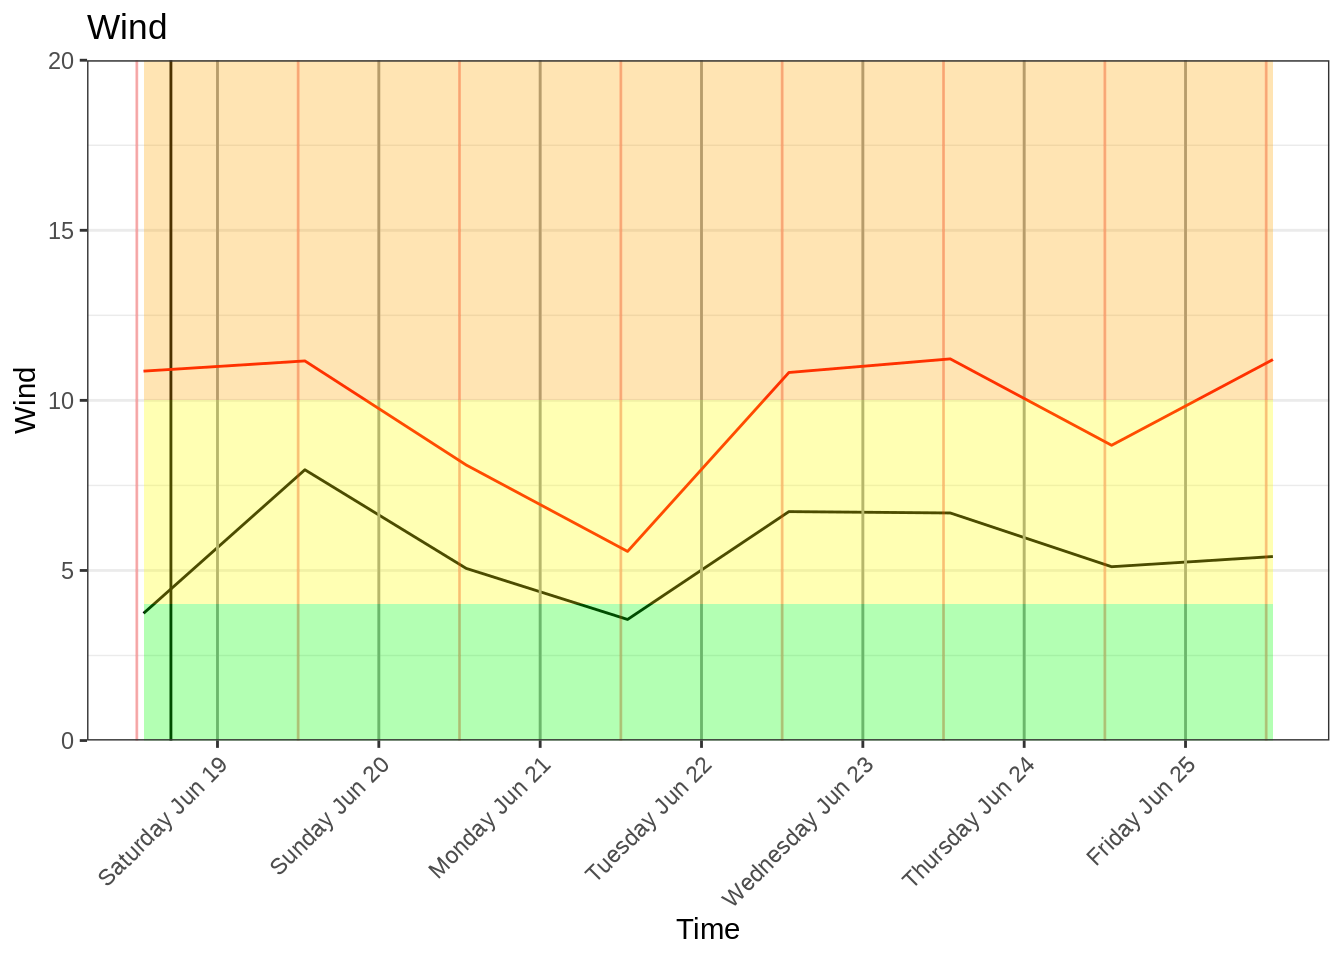 Wind
20
15
10
5
0
Wind
Saturday Jun 19
Sunday Jun 20
Monday Jun 21
Tuesday Jun 22
Wednesday Jun 23
Thursday Jun 24
Friday Jun 25
Time